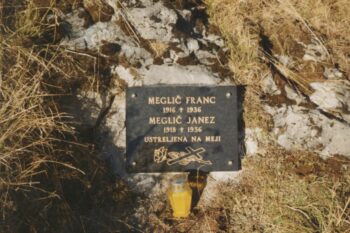 MEGLIČ FRANC
1916 + 1936
MEGLIČ JANEZ
1918 + 1936
USTRELJENA NA MEJI